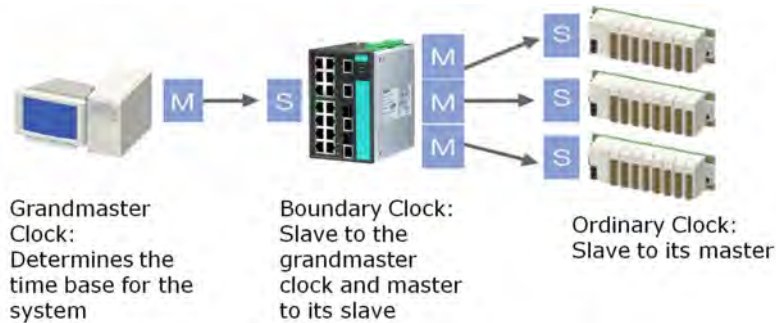 M
S
M
M
M
S
S
S
Grandmaster
Clock:
Determines the
time base for the
system
Boundary Clock:
Slave to the
grandmaster
clock and master
to its slave
Ordinary Clock:
Slave to its master